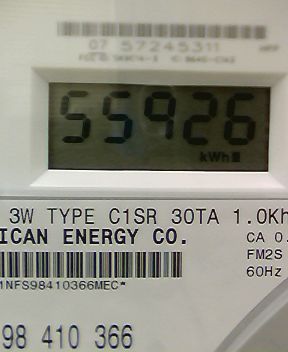 07 57245311
55926
kWh
3W TYPE C1SR 30TA 1.0Kh
ICAN ENERGY CO.
CA 0.
FM2S
60Hz
1NFS98410366MEC*
98 410 366